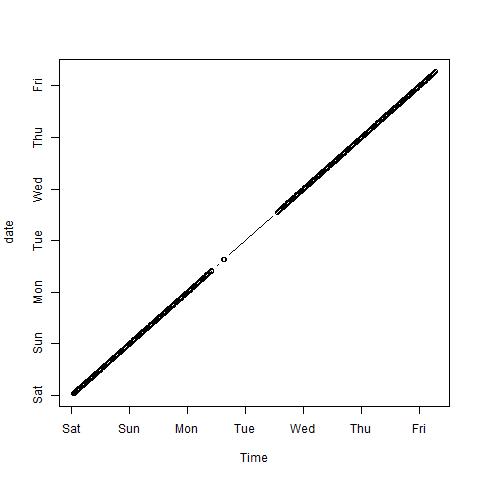 Fri
Thu
Wed
Tue
Mon
Sun
Sat
date
Sat Sun Mon Tue Wed Thu Fri
Time